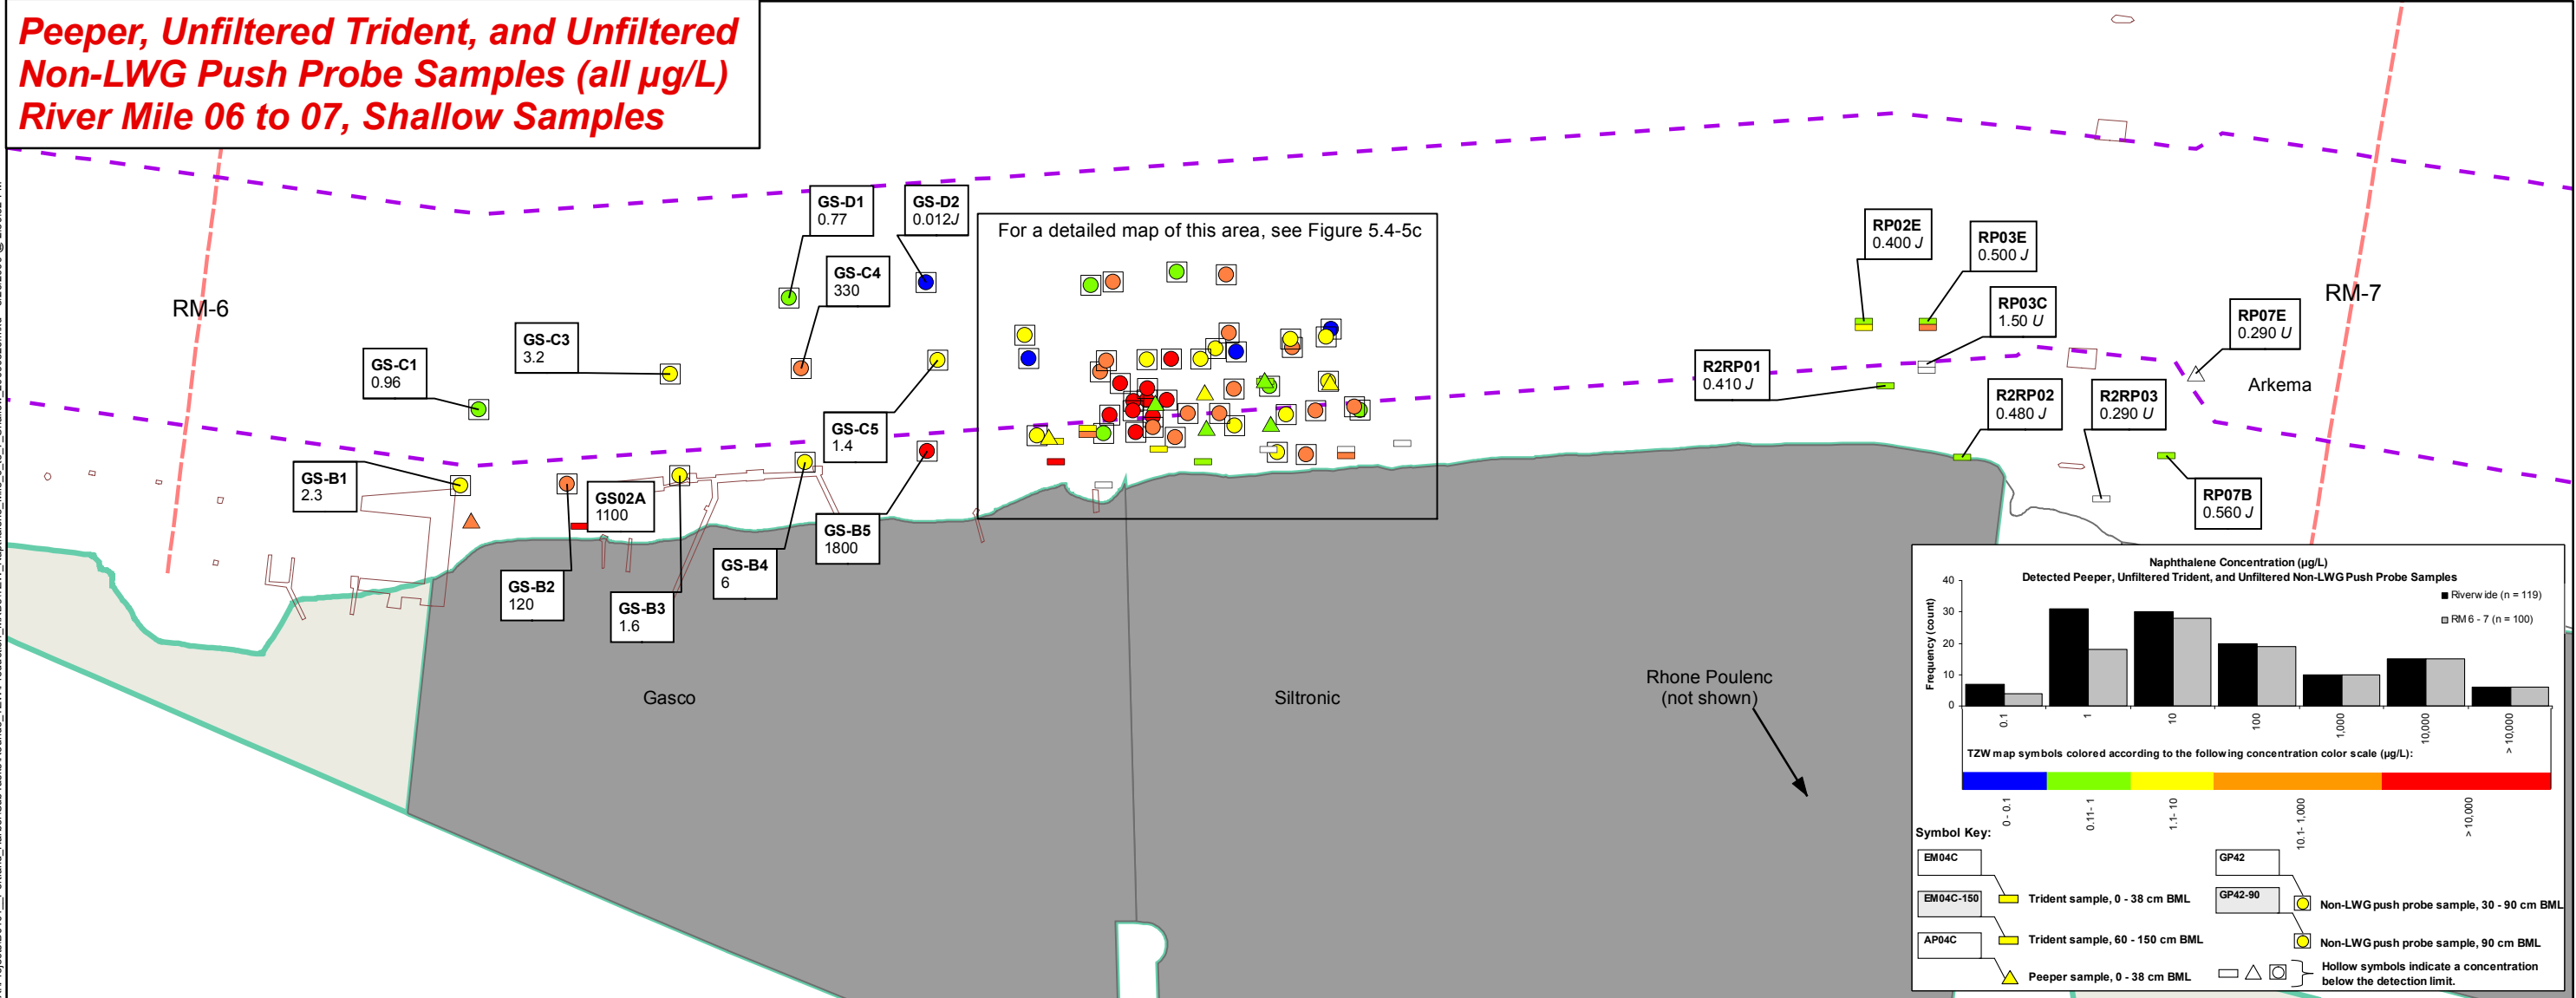 Peeper, Unfiltered Trident, and Unfiltered
Non-LWG Push Probe Samples (all µg/L)
River Mile 06 to 07, Shallow Samples
RM-6
RM-7
GS-D1
0.77
GS-D2
0.012J
GS-C4
330
GS-C3
3.2
GS-C1
0.96
GS-C5
1.4
GS-B1
2.3
GS02A
1100
GS-B5
1800
GS-B4
6
GS-B2
120
GS-B3
1.6
For a detailed map of this area, see Figure 5.4-5c
RP02E
0.400 J
RP03E
0.500 J
RP03C
1.50 U
RP07E
0.290 U
R2RP01
0.410 J
R2RP02
0.480 J
R2RP03
0.290 U
RP07B
0.560 J
Arkema
Gasco
Siltronic
Rhone Poulenc
(not shown)
Naphthalene Concentration (µg/L)
Detected Peeper, Unfiltered Trident, and Unfiltered Non-LWG Push Probe Samples
Frequency (count)
40
30
20
10
0
Riverwide (n = 119)
RM 6 - 7 (n = 100)
0.1
1
10
100
1,000
10,000
> 10,000
TZW map symbols colored according to the following concentration color scale (µg/L):
0 - 0.1
0.11 - 1
1.1- 10
10.1- 1,000
> 10,000
Symbol Key:
EM04C
Trident sample, 0 - 38 cm BML
EM04C-150
Trident sample, 60 - 150 cm BML
AP04C
Peeper sample, 0 - 38 cm BML
GP42
Non-LWG push probe sample, 30 - 90 cm BML
GP42-90
Non-LWG push probe sample, 90 cm BML
Hollow symbols indicate a concentration
below the detection limit.